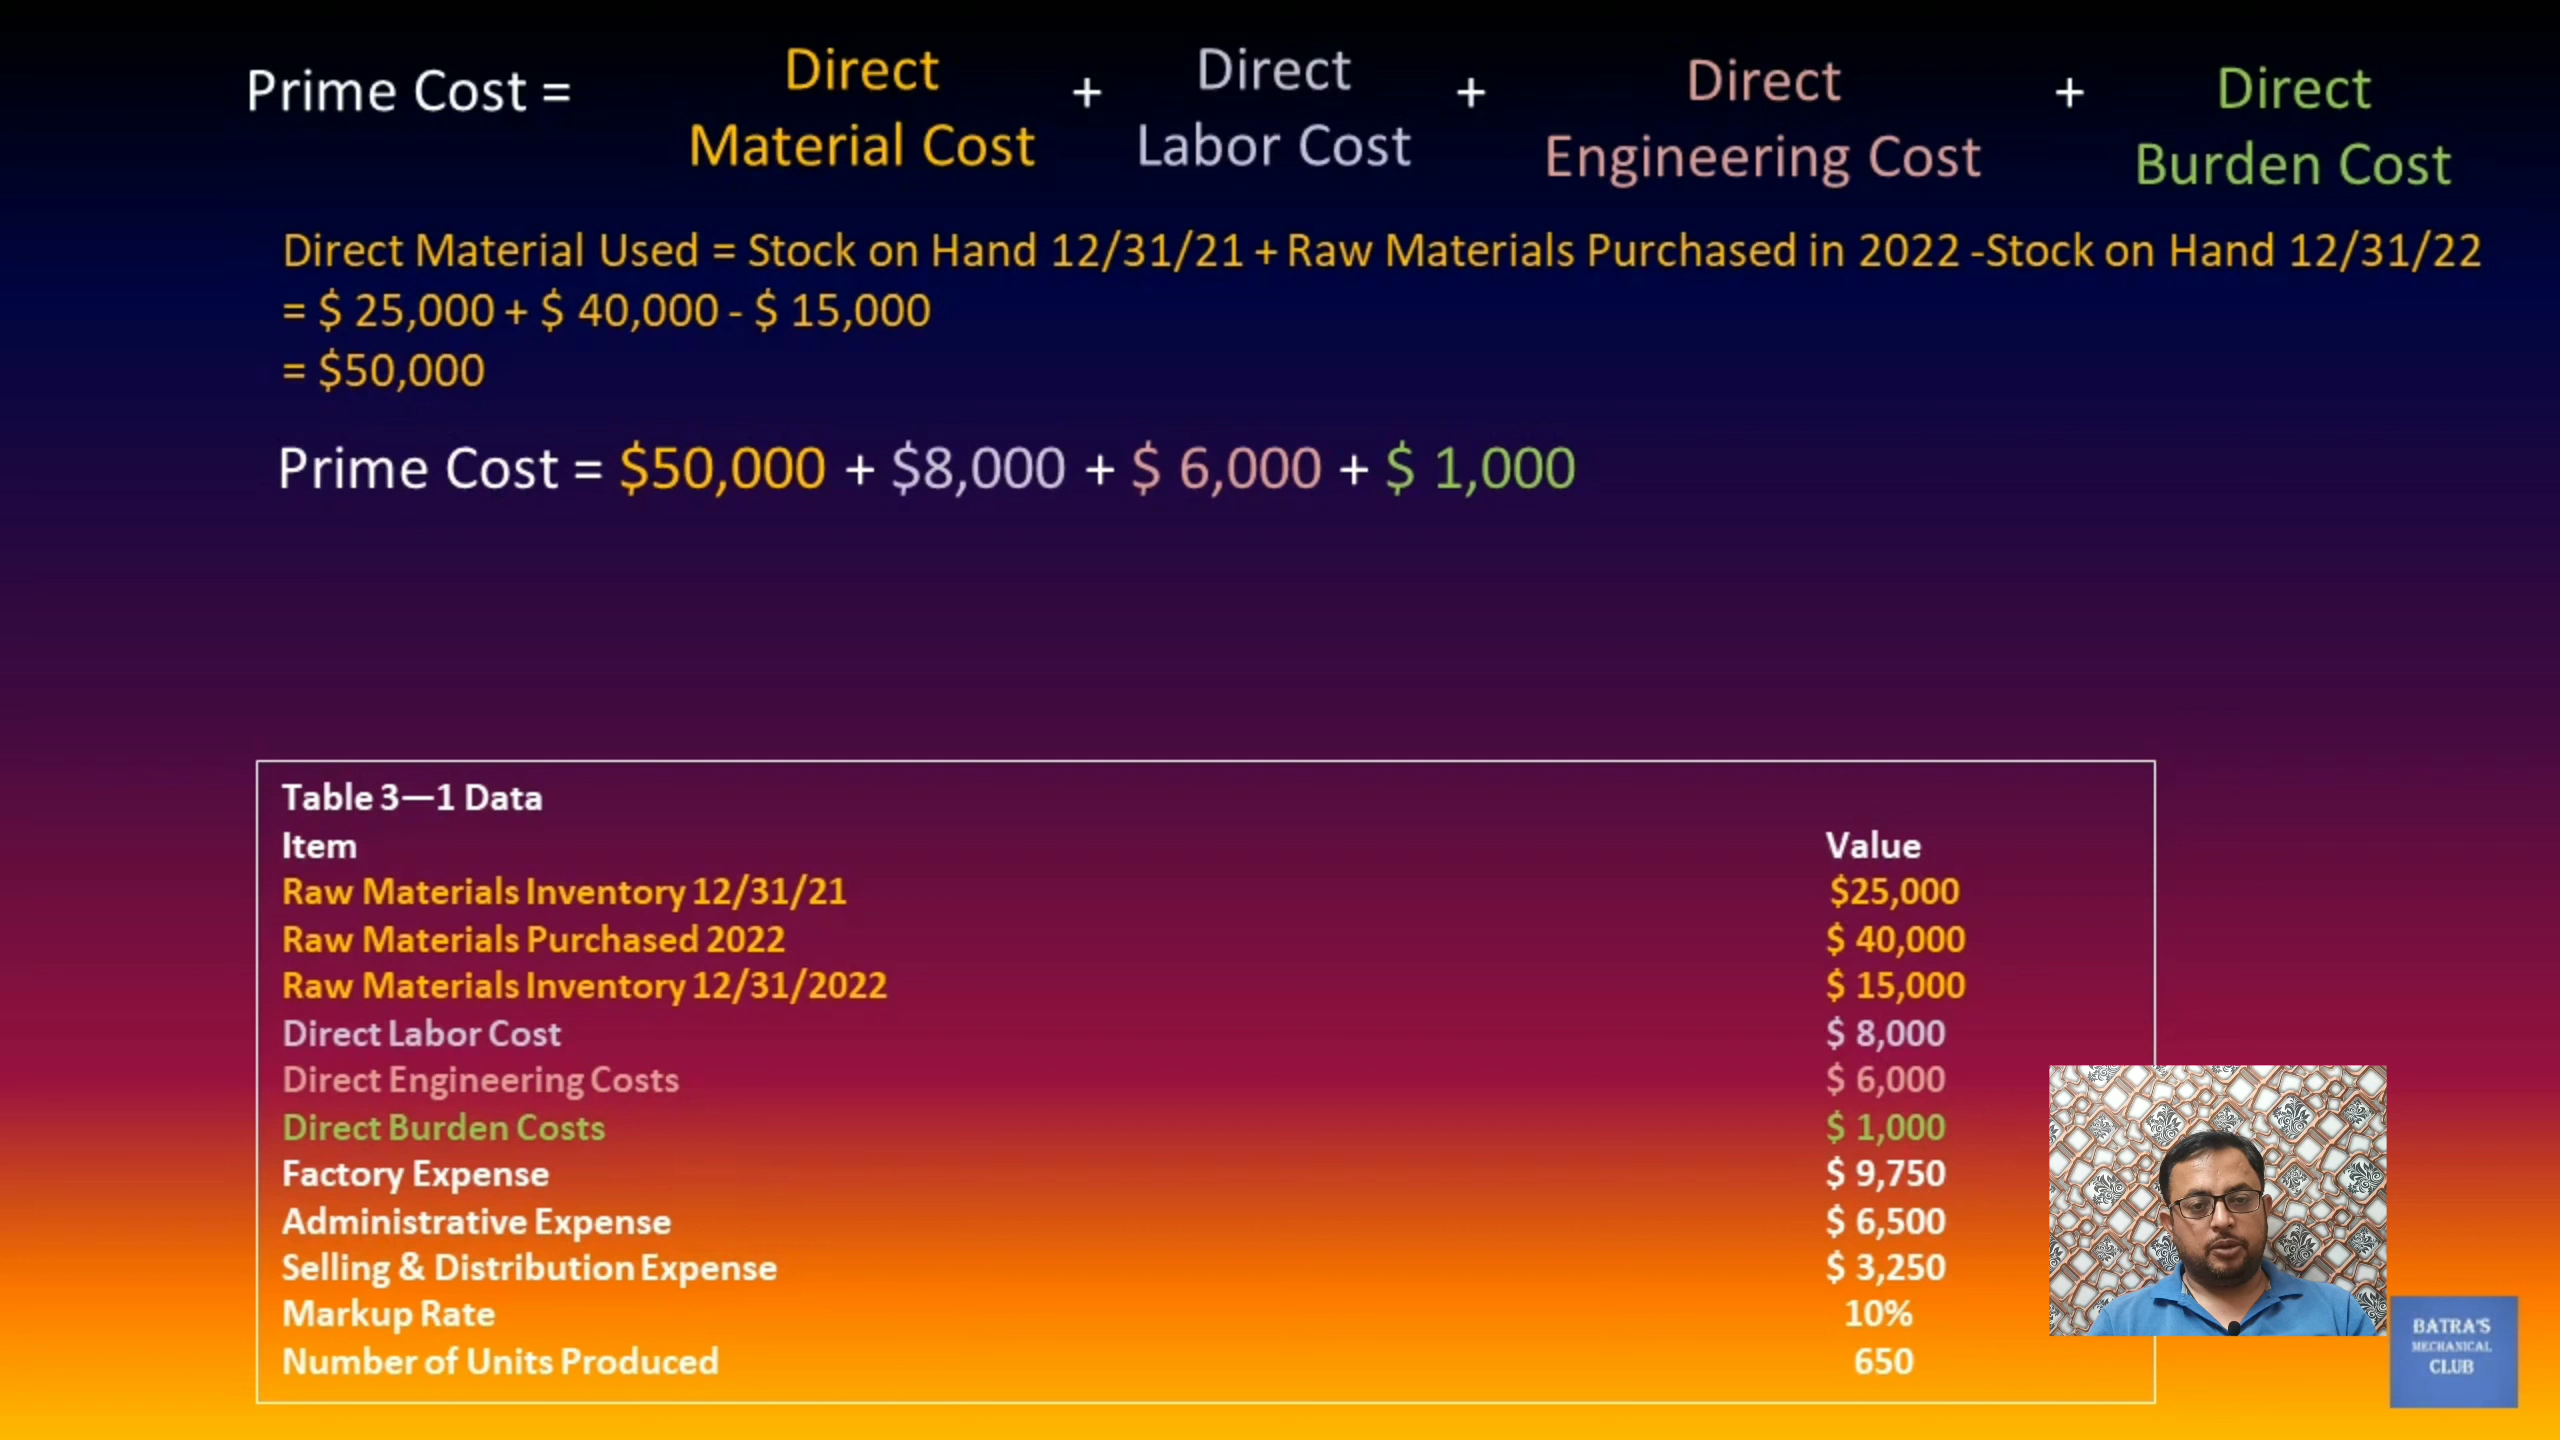 Prime Cost = Direct Material Cost + Direct Labor Cost + Direct Engineering Cost + Direct Burden Cost
Direct Material Used = Stock on Hand 12/31/21 + Raw Materials Purchased in 2022 -Stock on Hand 12/31/22
= $ 25,000 + $ 40,000 - $ 15,000
= $50,000
Prime Cost = $50,000 + $8,000 + $ 6,000 + $ 1,000
Table 3—1 Data
Item Value
Raw Materials Inventory 12/31/21 $25,000
Raw Materials Purchased 2022 $ 40,000
Raw Materials Inventory 12/31/2022 $ 15,000
Direct Labor Cost $ 8,000
Direct Engineering Costs $ 6,000
Direct Burden Costs $ 1,000
Factory Expense $ 9,750
Administrative Expense $ 6,500
Selling & Distribution Expense $ 3,250
Markup Rate 10%
Number of Units Produced 650
BATRA'S
MECHANICAL
CLUB